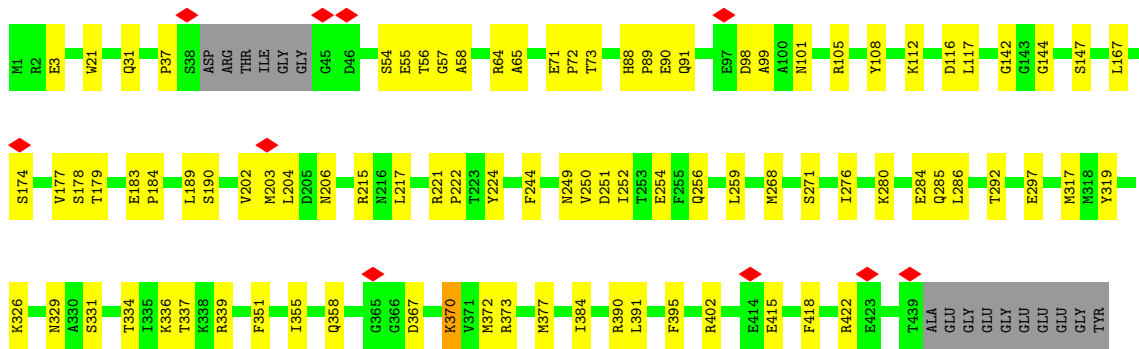 M1 R2 E3 W21 Q31 P37 S38 ASP ARG THR ILE GLY GLY G45 D46 S54 E55 T56 G57 A58 R64 A65 E71 P72 T73 H88 P89 E90 Q91 E97 D98 A99 A100 N101 R105 Y108 K112 D116 L117 G142 G143 G144 S147 L167
S174 V177 S178 T179 E183 P184 L189 S190 V202 M203 L204 D205 N206 R215 N216 L217 R221 P222 T223 Y224 F244 N249 V250 D251 I252 T253 E254 F255 Q256 L259 M268 S271 I276 K280 E284 Q285 L286 T292 E297 M317 M318 Y319
K326 N329 A330 S331 T334 I335 K336 T337 K338 R339 F351 I355 Q358 G365 G366 D367 K370 V371 M372 R373 M377 I384 R390 L391 F395 R402 E414 E415 F418 R422 E423 T439 ALA GLU GLY GLU GLY GLU GLU GLU GLY TYR